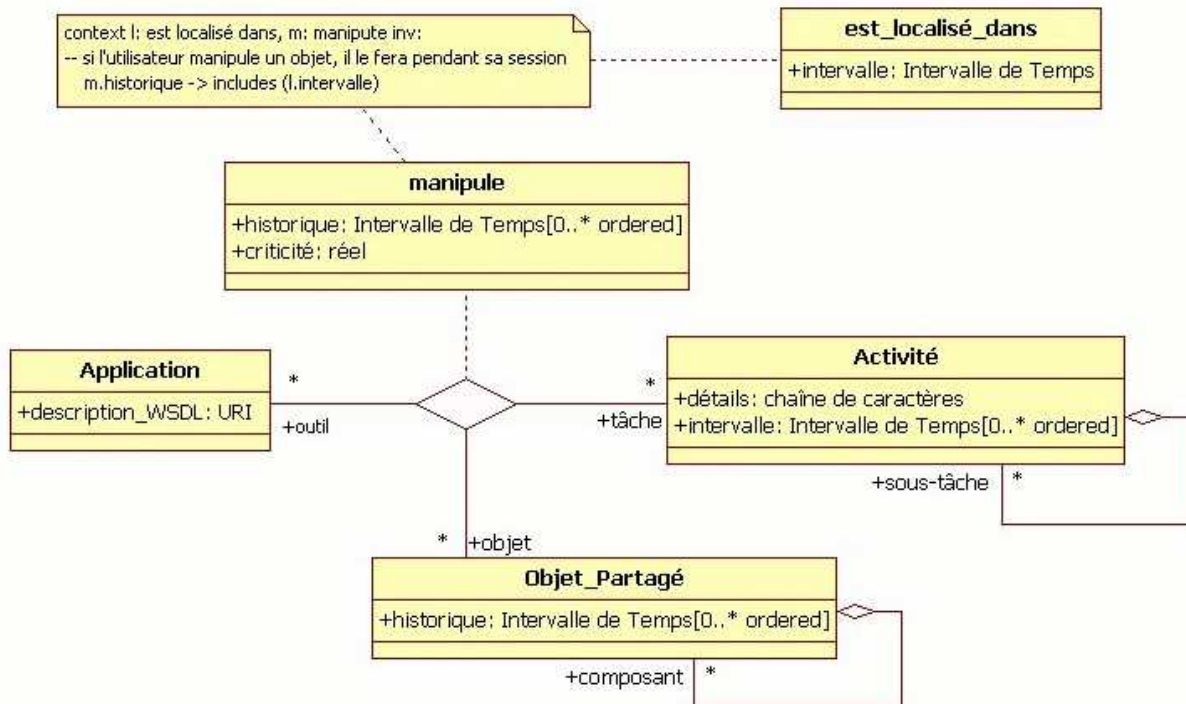 context l: est localisé dans, m: manipute inv:
-- si l'utilisateur manipule un objet, il le fera pendant sa session
m.historique -> includes (l.intervalle)
est_localisé_dans
+intervalle: Intervalle de Temps
manipule
+historique: Intervalle de Temps[0..* ordered]
+criticité: réel
Application
+description_WSDL: URI
*
+outil
*
+tâche
Activité
+détails: chaîne de caractères
+intervalle: Intervalle de Temps[0..* ordered]
+sous-tâche
*
*
+objet
Objet_Partagé
+historique: Intervalle de Temps[0..* ordered]
+composant
*